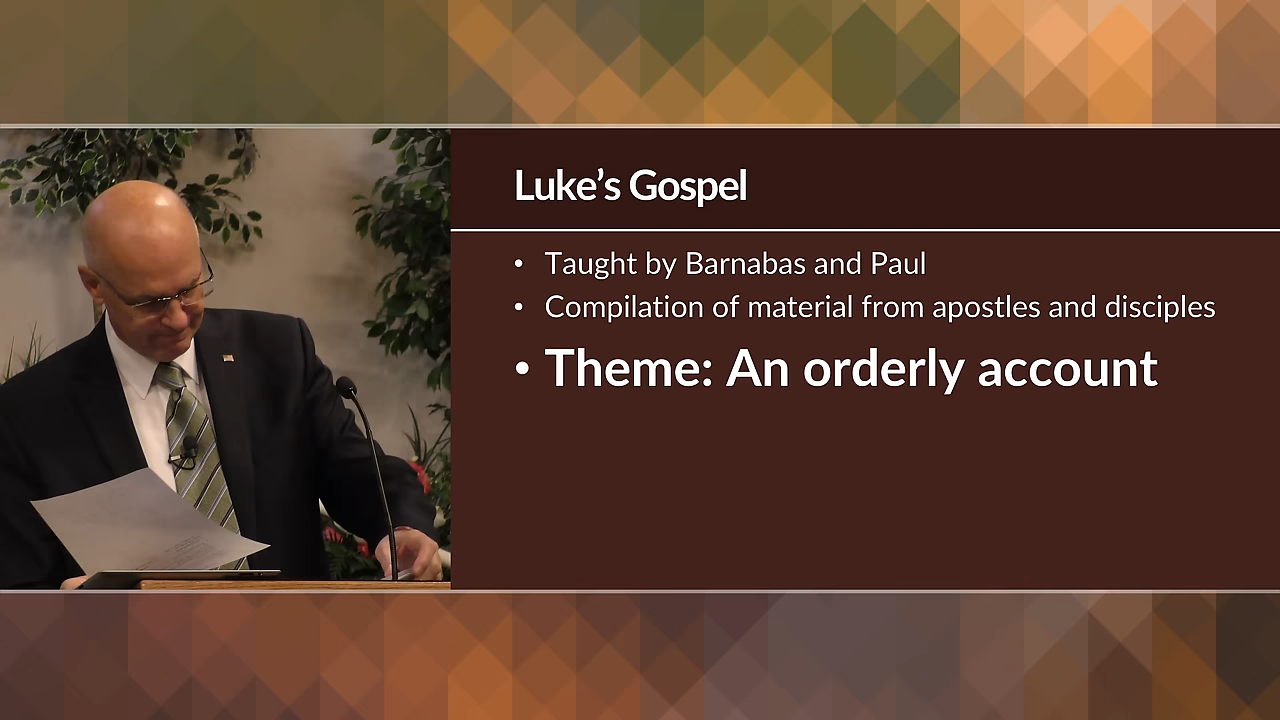 Luke’s Gospel
• Taught by Barnabas and Paul
• Compilation of material from apostles and disciples
• Theme: An orderly account